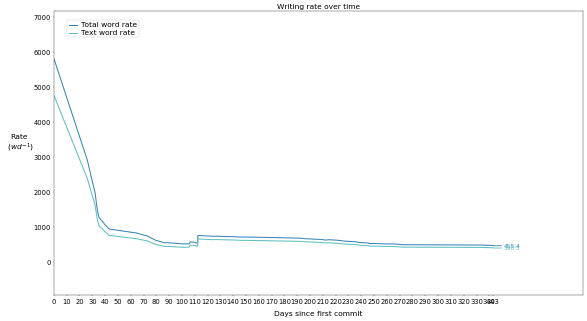 Writing rate over time
7000
6000
5000
4000
3000
2000
1000
0
Total word rate
Text word rate
Rate
(wd⁻¹)
0 10 20 30 40 50 60 70 80 90 100 110 120 130 140 150 160 170 180 190 200 210 220 230 240 250 260 270 280 290 300 310 320 330
Days since first commit